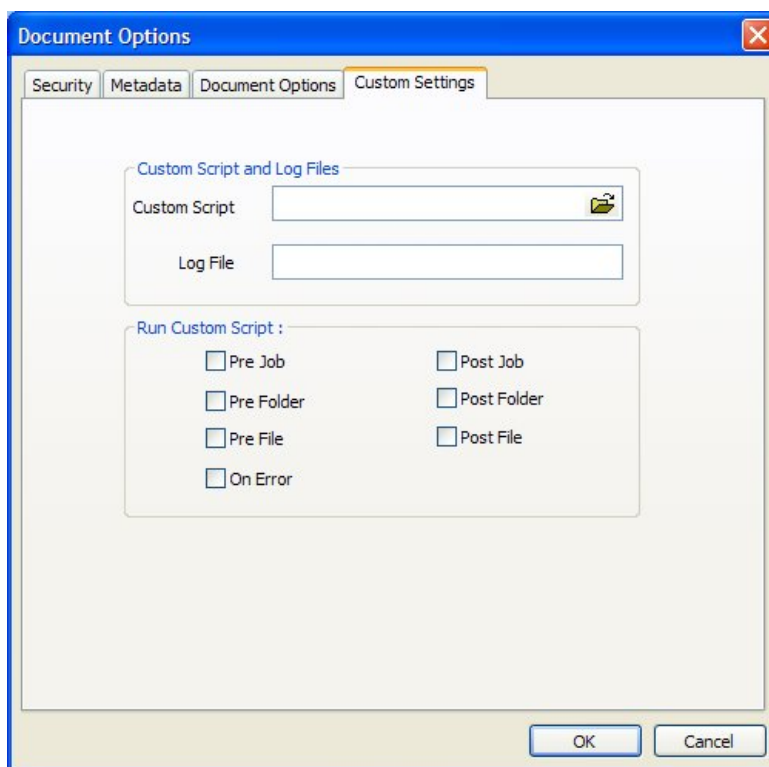 Document Options
Security Metadata Document Options Custom Settings
Custom Script and Log Files
Custom Script
Log File
Run Custom Script :
Pre Job Post Job
Pre Folder Post Folder
Pre File Post File
On Error
OK Cancel